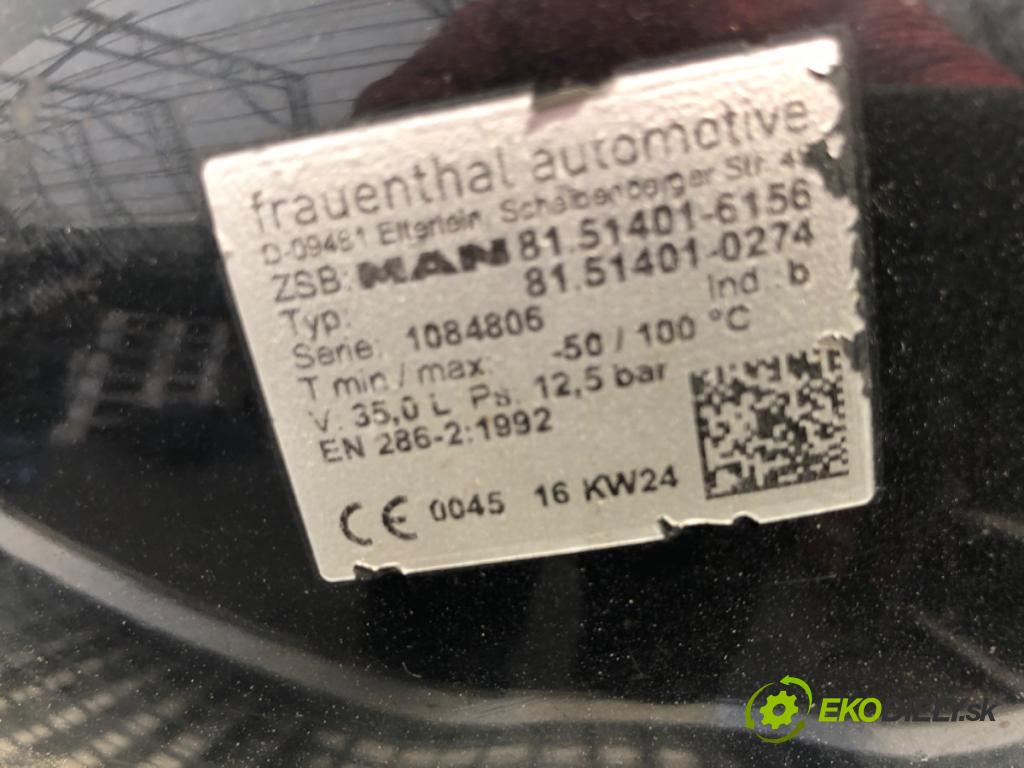 frauenthal automotive
D-09481 Elterlein, Scheibenberger Str. 4
ZSB: MAN 81.51401-6156
Typ: 81.51401-0274
Serie: 1084806 Ind : b
T min / max: -50 / 100 °C
V: 35,0 L Ps: 12,5 bar
EN 286-2:1992
CE 0045 16 KW24
EKODIELY.sk